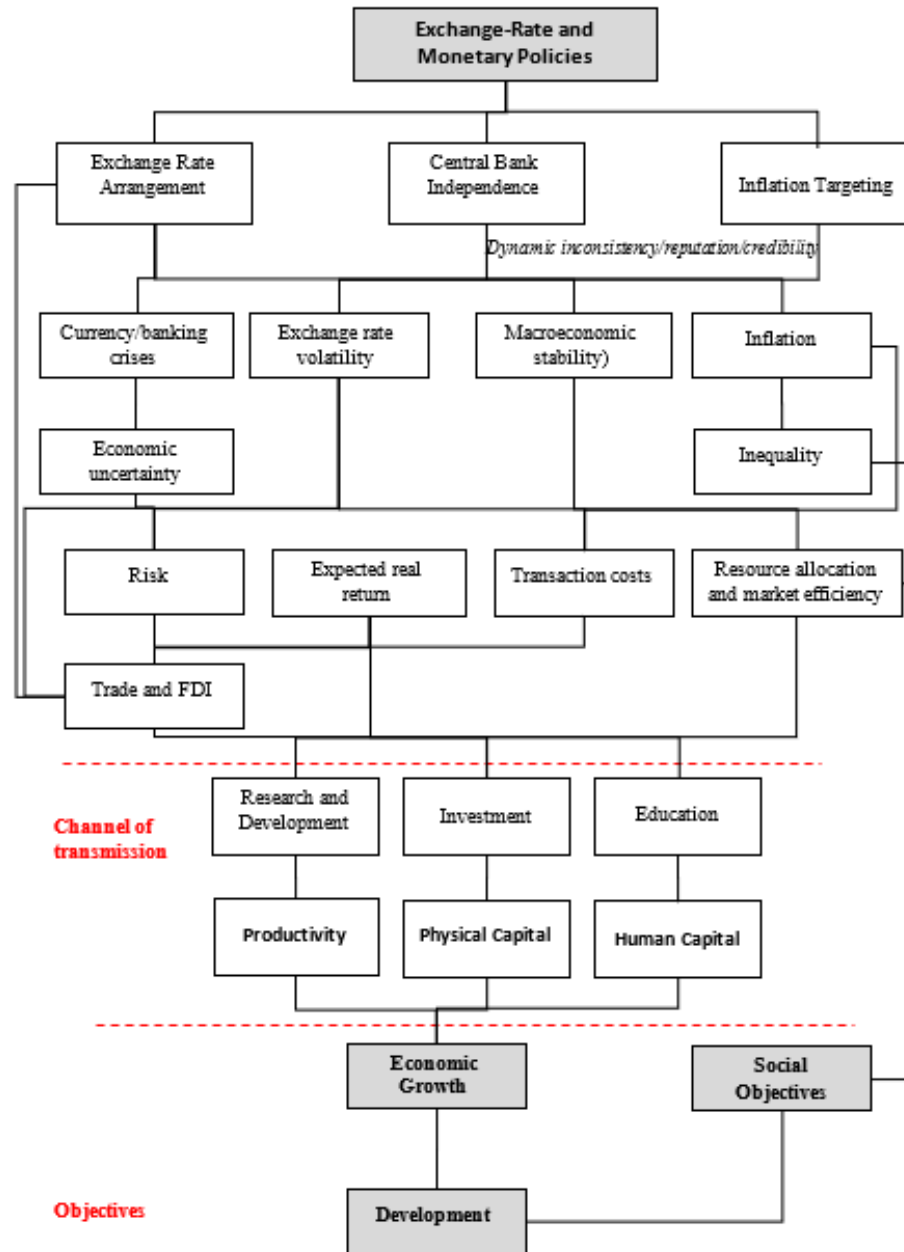 Exchange-Rate and
Monetary Policies
Exchange Rate
Arrangement
Central Bank
Independence
Inflation Targeting
Dynamic inconsistency/reputation/credibility
Currency/banking
crises
Exchange rate
volatility
Macroeconomic
stability)
Inflation
Economic
uncertainty
Inequality
Risk
Expected real
return
Transaction costs
Resource allocation
and market efficiency
Trade and FDI
Channel of
transmission
Research and
Development
Investment
Education
Productivity
Physical Capital
Human Capital
Economic
Growth
Social
Objectives
Objectives
Development